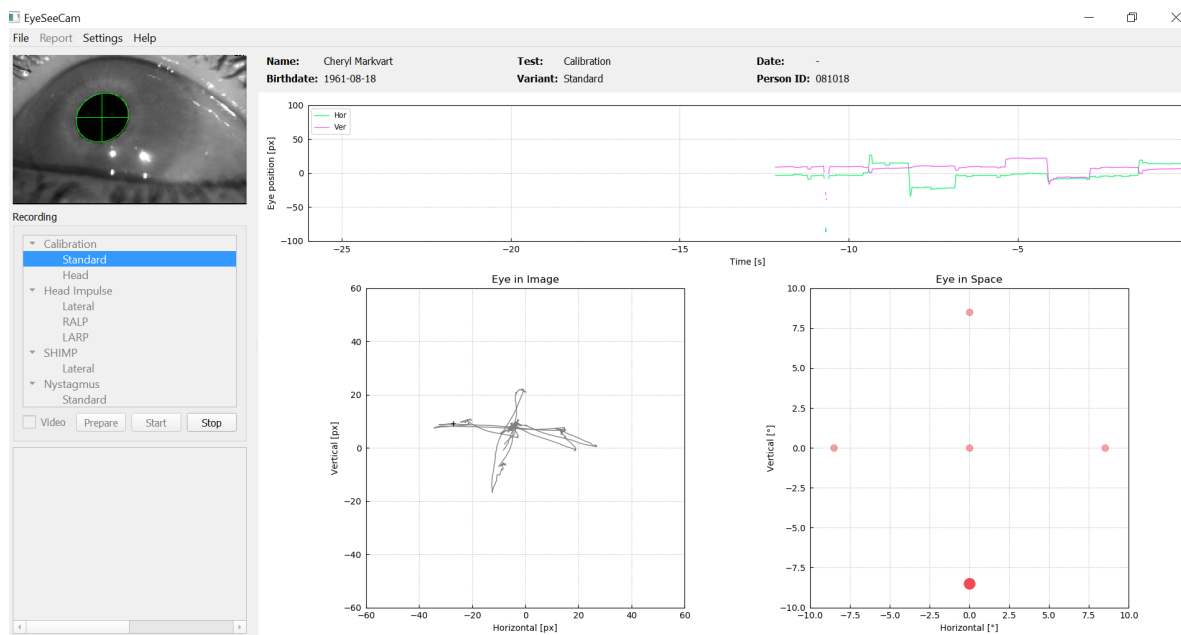 EyeSeeCam
File Report Settings Help
Name: Cheryl Markvart Test: Calibration Date: -
Birthdate: 1961-08-18 Variant: Standard Person ID: 081018
Recording
Calibration
Standard
Head
Head Impulse
Lateral
RALP
LARP
SHIMP
Lateral
Nystagmus
Standard
Video Prepare Start Stop
Hor
Ver
Eye position [px]
100
50
0
−50
−100
−25 −20 −15 −10 −5
Time [s]
Eye in Image
Vertical [px]
60
40
20
0
−20
−40
−60
−60 −40 −20 0 20 40 60
Horizontal [px]
Eye in Space
Vertical [°]
10.0
7.5
5.0
2.5
0.0
−2.5
−5.0
−7.5
−10.0
−10.0 −7.5 −5.0 −2.5 0.0 2.5 5.0 7.5 10.0
Horizontal [°]